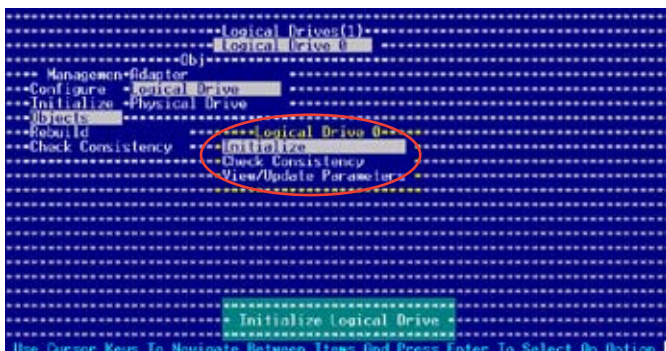 Logical Drives(1)
Logical Drive 0
Obj
Managemen Adapter
Configure Logical Drive
Initialize Physical Drive
Objects
Rebuild Logical Drive 0
Initialize
Check Consistency Check Consistency
View/Update Parameters
Initialize Logical Drive
Use Cursor Keys To Navigate Between Items And Press Enter To Select An Option